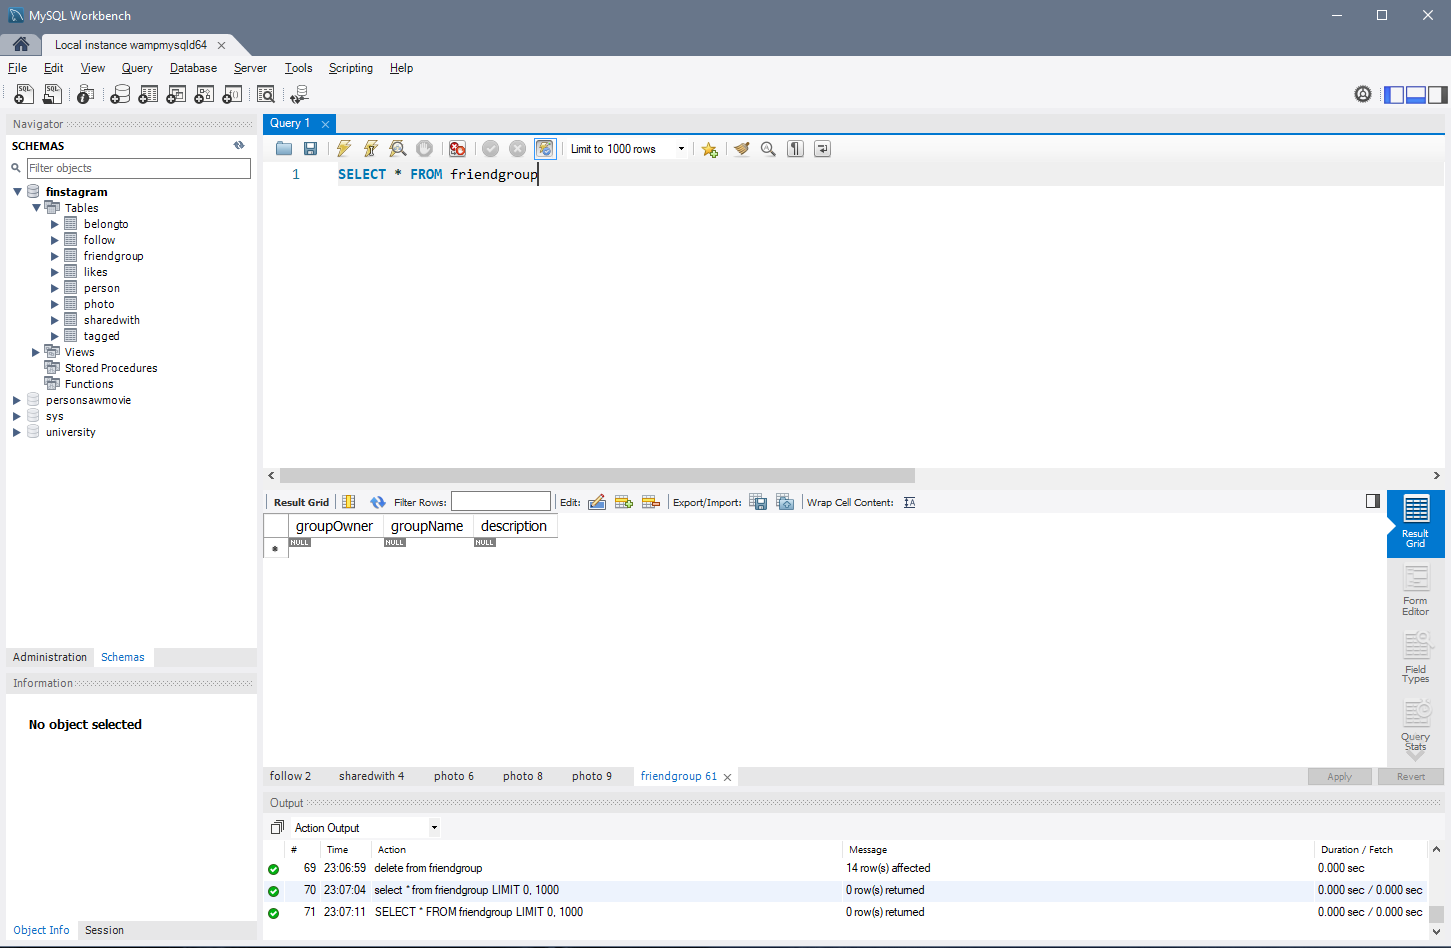 MySQL Workbench
Local instance wampmysqld64
File Edit View Query Database Server Tools Scripting Help
Navigator
SCHEMAS
Filter objects
finstagram
Tables
belongto
follow
friendgroup
likes
person
photo
sharedwith
tagged
Views
Stored Procedures
Functions
personsawmovie
sys
university
Administration Schemas
Information
No object selected
Object Info Session
Query 1
Limit to 1000 rows
1 SELECT * FROM friendgroup
Result Grid Filter Rows: Edit: Export/Import: Wrap Cell Content:
groupOwner groupName description
NULL NULL NULL
Result
Grid
Form
Editor
Field
Types
Query
Stats
follow 2 sharedwith 4 photo 6 photo 8 photo 9 friendgroup 61 Apply Revert
Output
Action Output
# Time Action Message Duration / Fetch
69 23:06:59 delete from friendgroup 14 row(s) affected 0.000 sec
70 23:07:04 select * from friendgroup LIMIT 0, 1000 0 row(s) returned 0.000 sec / 0.000 sec
71 23:07:11 SELECT * FROM friendgroup LIMIT 0, 1000 0 row(s) returned 0.000 sec / 0.000 sec